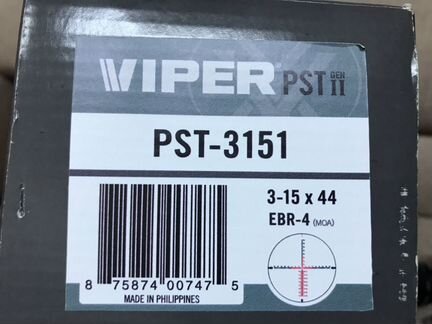 VIPER® PST GEN II
PST-3151
3-15 x 44
EBR-4 (MOA)
8 75874 00747 5
MADE IN PHILIPPINES